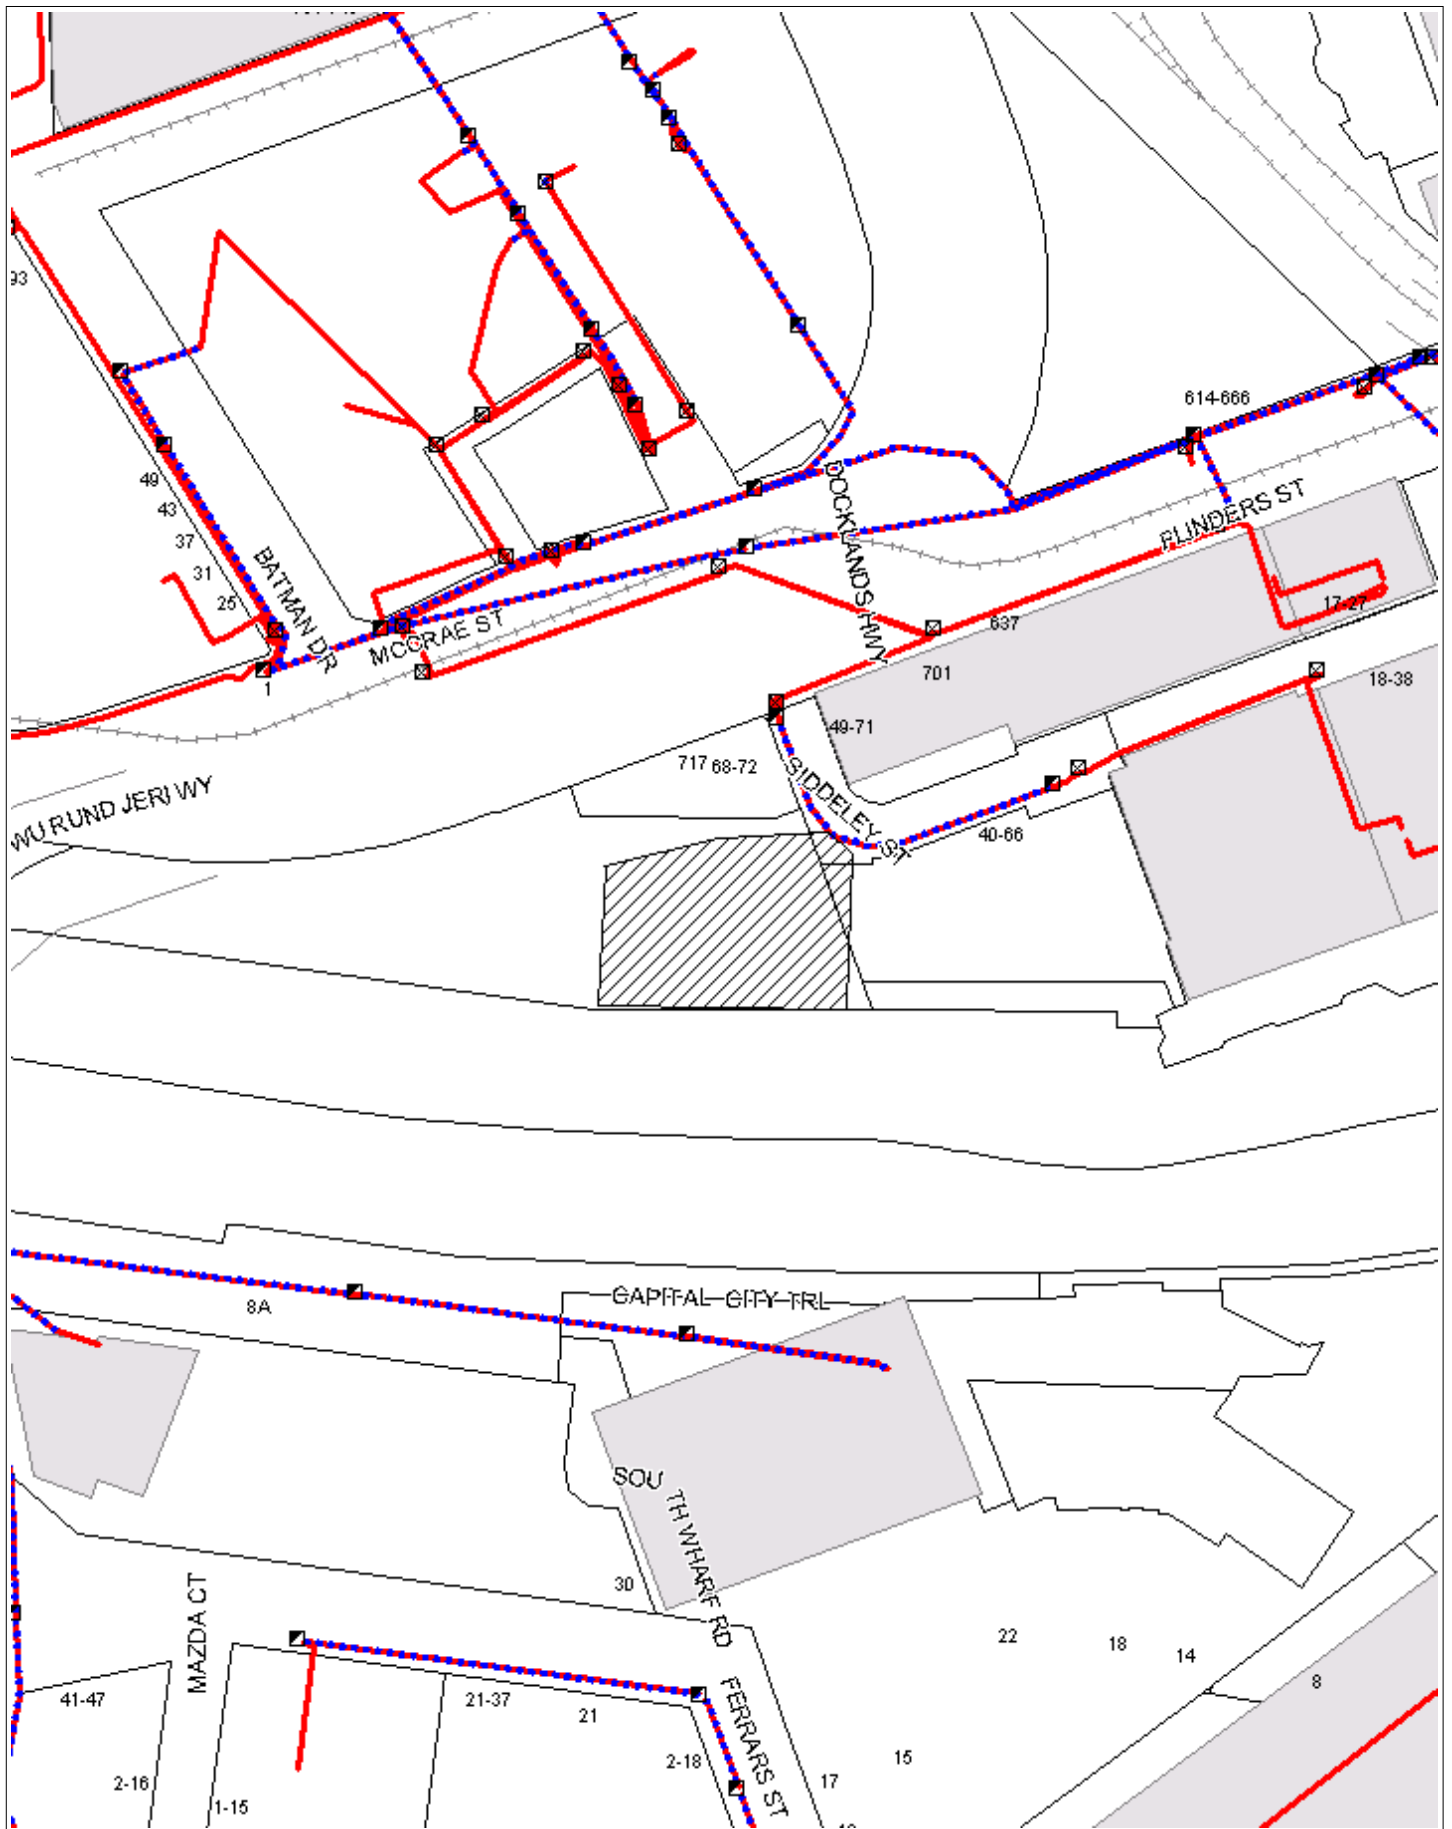 93
614-666
49
43
37
31
25
BATMAN DR
MCCRAE ST
1
DOCKLANDS HWY
FLINDERS ST
17-27
637
701
18-38
49-71
717
68-72
SIDDELEY ST
40-66
WURUNDJERI WY
8A
CAPITAL CITY TRL
SOUTH WHARF RD
30
22
18
14
8
MAZDA CT
41-47
21-37
21
FERRARS ST
2-18
15
17
2-16
1-15